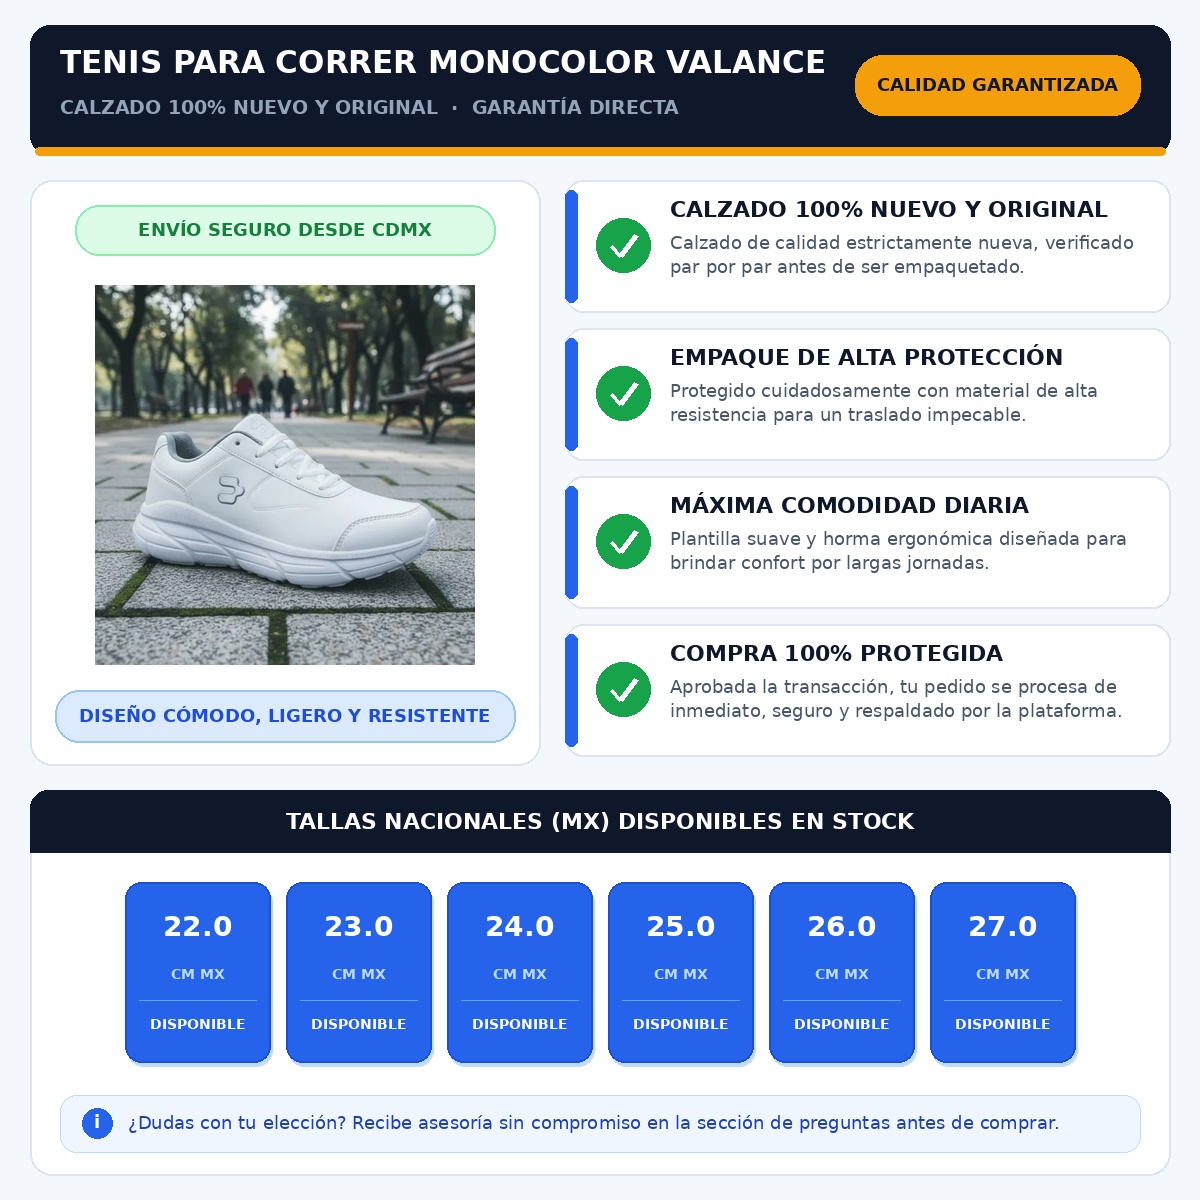 TENIS PARA CORRER MONOCOLOR VALANCE
CALZADO 100% NUEVO Y ORIGINAL · GARANTÍA DIRECTA
CALIDAD GARANTIZADA
ENVÍO SEGURO DESDE CDMX
DISEÑO CÓMODO, LIGERO Y RESISTENTE
CALZADO 100% NUEVO Y ORIGINAL
Calzado de calidad estrictamente nueva, verificado
par por par antes de ser empaquetado.
EMPAQUE DE ALTA PROTECCIÓN
Protegido cuidadosamente con material de alta
resistencia para un traslado impecable.
MÁXIMA COMODIDAD DIARIA
Plantilla suave y horma ergonómica diseñada para
brindar confort por largas jornadas.
COMPRA 100% PROTEGIDA
Aprobada la transacción, tu pedido se procesa de
inmediato, seguro y respaldado por la plataforma.
TALLAS NACIONALES (MX) DISPONIBLES EN STOCK
22.0
CM MX
DISPONIBLE
23.0
CM MX
DISPONIBLE
24.0
CM MX
DISPONIBLE
25.0
CM MX
DISPONIBLE
26.0
CM MX
DISPONIBLE
27.0
CM MX
DISPONIBLE
i
¿Dudas con tu elección? Recibe asesoría sin compromiso en la sección de preguntas antes de comprar.